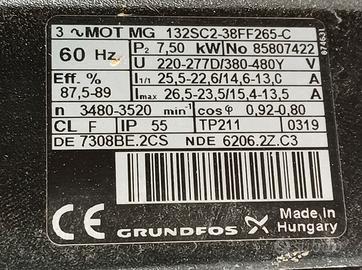 3 ~ MOT MG 132SC2-38FF265-C
60 Hz P₂ 7,50 kW No 85807422
U 220-277D/380-480Y V
Eff. % I₁/₁ 25,5-22,6/14,6-13,0 A
87,5-89 Imax 26,5-23,5/15,4-13,5 A
n 3480-3520 min⁻¹ cosφ 0,92-0,80
CL F IP 55 TP211 0319
DE 7308BE.2CS NDE 6206.2Z.C3
CE GRUNDFOS Made in
Hungary